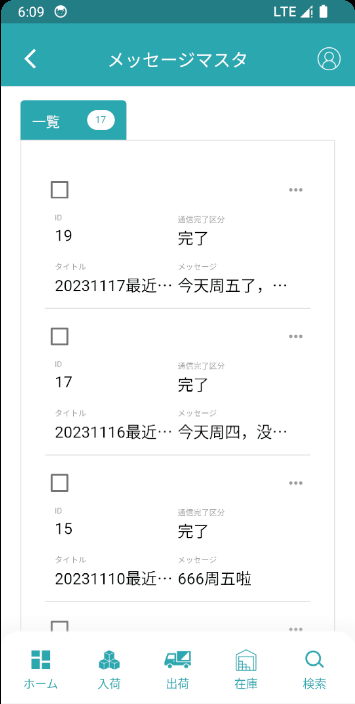 6:09 LTE
メッセージマスタ
一覧 17
ID 通信完了区分
19 完了
タイトル メッセージ
20231117最近… 今天周五了，…
ID 通信完了区分
17 完了
タイトル メッセージ
20231116最近… 今天周四，没…
ID 通信完了区分
15 完了
タイトル メッセージ
20231110最近… 666周五啦
ホーム 入荷 出荷 在庫 検索